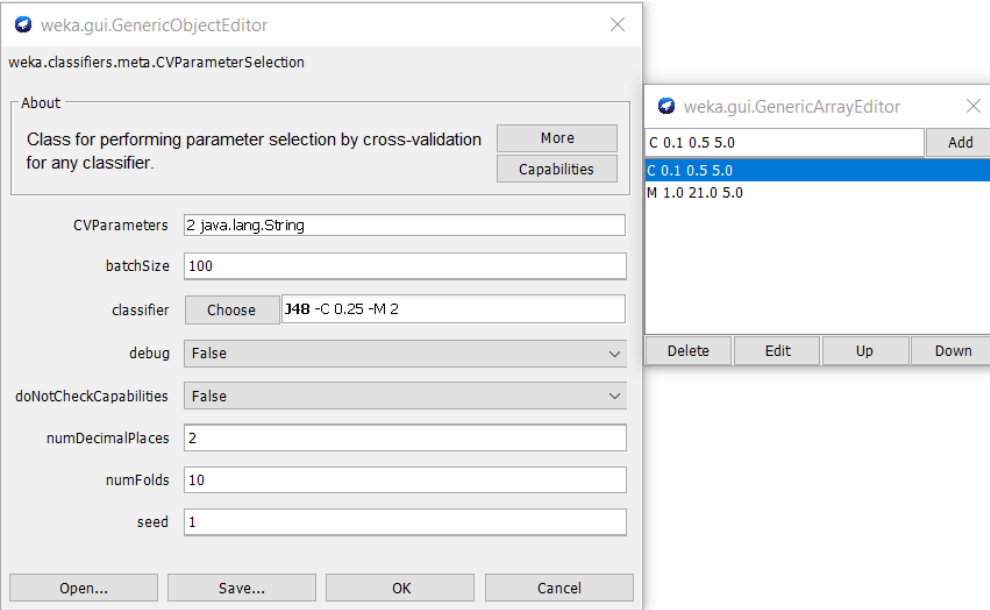 weka.gui.GenericObjectEditor
weka.classifiers.meta.CVParameterSelection
About
Class for performing parameter selection by cross-validation
for any classifier.
More
Capabilities
CVParameters 2 java.lang.String
batchSize 100
classifier Choose J48 -C 0.25 -M 2
debug False
doNotCheckCapabilities False
numDecimalPlaces 2
numFolds 10
seed 1
Open... Save... OK Cancel
weka.gui.GenericArrayEditor
C 0.1 0.5 5.0 Add
C 0.1 0.5 5.0
M 1.0 21.0 5.0
Delete Edit Up Down